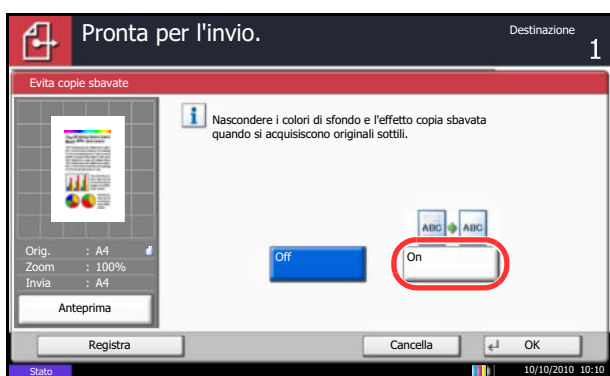 Pronta per l'invio.
Destinazione
1
Evita copie sbavate
Nascondere i colori di sfondo e l'effetto copia sbavata
quando si acquisiscono originali sottili.
ABC ABC
Off
On
Orig. : A4
Zoom : 100%
Invia : A4
Anteprima
Registra
Cancella
OK
Stato
10/10/2010 10:10